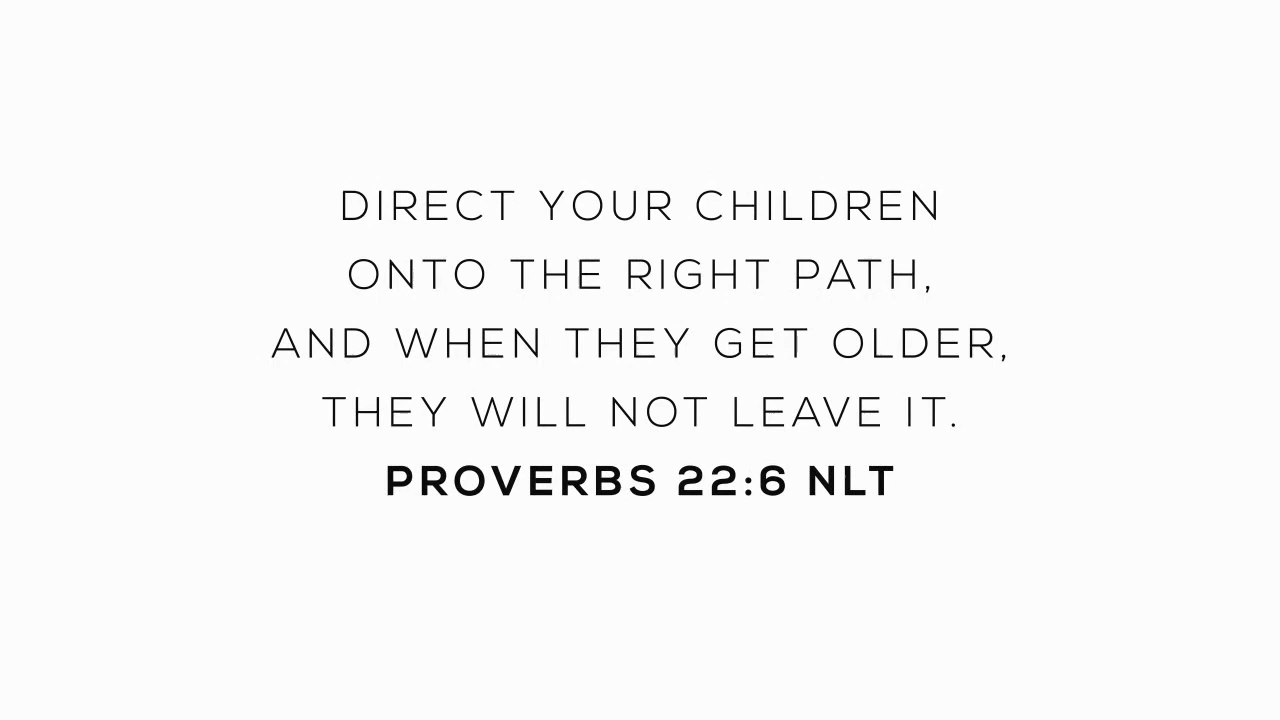 DIRECT YOUR CHILDREN
ONTO THE RIGHT PATH,
AND WHEN THEY GET OLDER,
THEY WILL NOT LEAVE IT.
PROVERBS 22:6 NLT